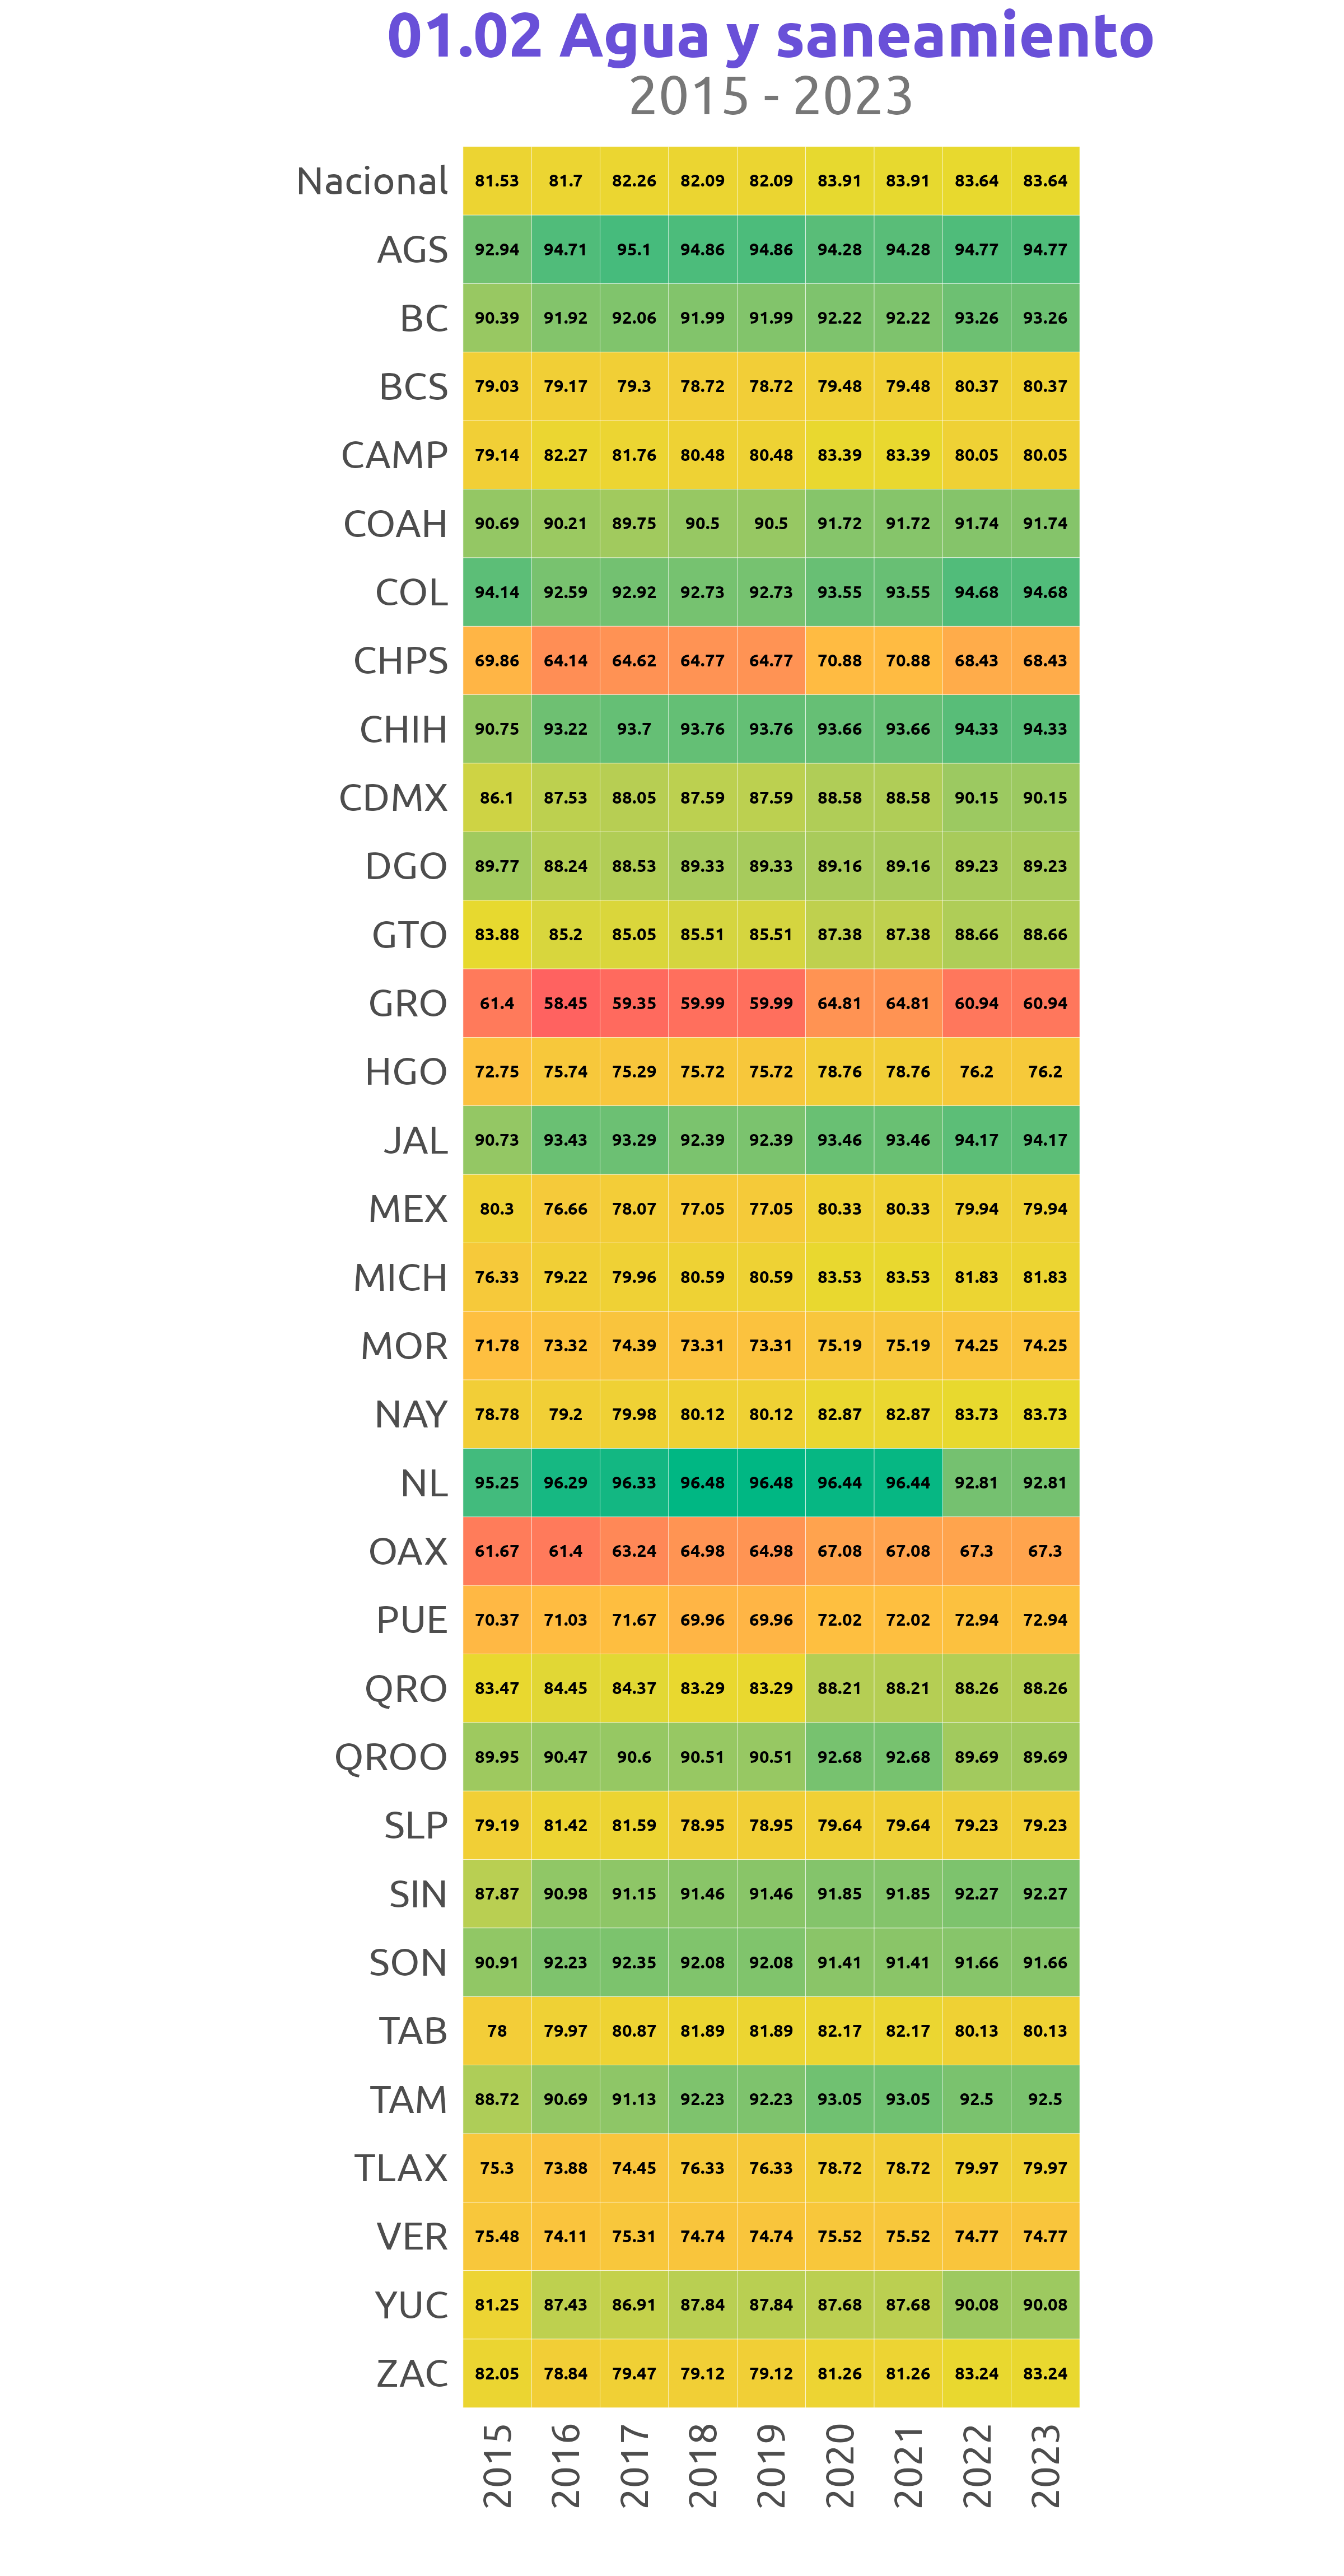 01.02 Agua y saneamiento
2015 - 2023
Nacional 81.53 81.7 82.26 82.09 82.09 83.91 83.91 83.64 83.64
AGS 92.94 94.71 95.1 94.86 94.86 94.28 94.28 94.77 94.77
BC 90.39 91.92 92.06 91.99 91.99 92.22 92.22 93.26 93.26
BCS 79.03 79.17 79.3 78.72 78.72 79.48 79.48 80.37 80.37
CAMP 79.14 82.27 81.76 80.48 80.48 83.39 83.39 80.05 80.05
COAH 90.69 90.21 89.75 90.5 90.5 91.72 91.72 91.74 91.74
COL 94.14 92.59 92.92 92.73 92.73 93.55 93.55 94.68 94.68
CHPS 69.86 64.14 64.62 64.77 64.77 70.88 70.88 68.43 68.43
CHIH 90.75 93.22 93.7 93.76 93.76 93.66 93.66 94.33 94.33
CDMX 86.1 87.53 88.05 87.59 87.59 88.58 88.58 90.15 90.15
DGO 89.77 88.24 88.53 89.33 89.33 89.16 89.16 89.23 89.23
GTO 83.88 85.2 85.05 85.51 85.51 87.38 87.38 88.66 88.66
GRO 61.4 58.45 59.35 59.99 59.99 64.81 64.81 60.94 60.94
HGO 72.75 75.74 75.29 75.72 75.72 78.76 78.76 76.2 76.2
JAL 90.73 93.43 93.29 92.39 92.39 93.46 93.46 94.17 94.17
MEX 80.3 76.66 78.07 77.05 77.05 80.33 80.33 79.94 79.94
MICH 76.33 79.22 79.96 80.59 80.59 83.53 83.53 81.83 81.83
MOR 71.78 73.32 74.39 73.31 73.31 75.19 75.19 74.25 74.25
NAY 78.78 79.2 79.98 80.12 80.12 82.87 82.87 83.73 83.73
NL 95.25 96.29 96.33 96.48 96.48 96.44 96.44 92.81 92.81
OAX 61.67 61.4 63.24 64.98 64.98 67.08 67.08 67.3 67.3
PUE 70.37 71.03 71.67 69.96 69.96 72.02 72.02 72.94 72.94
QRO 83.47 84.45 84.37 83.29 83.29 88.21 88.21 88.26 88.26
QROO 89.95 90.47 90.6 90.51 90.51 92.68 92.68 89.69 89.69
SLP 79.19 81.42 81.59 78.95 78.95 79.64 79.64 79.23 79.23
SIN 87.87 90.98 91.15 91.46 91.46 91.85 91.85 92.27 92.27
SON 90.91 92.23 92.35 92.08 92.08 91.41 91.41 91.66 91.66
TAB 78 79.97 80.87 81.89 81.89 82.17 82.17 80.13 80.13
TAM 88.72 90.69 91.13 92.23 92.23 93.05 93.05 92.5 92.5
TLAX 75.3 73.88 74.45 76.33 76.33 78.72 78.72 79.97 79.97
VER 75.48 74.11 75.31 74.74 74.74 75.52 75.52 74.77 74.77
YUC 81.25 87.43 86.91 87.84 87.84 87.68 87.68 90.08 90.08
ZAC 82.05 78.84 79.47 79.12 79.12 81.26 81.26 83.24 83.24
2015 2016 2017 2018 2019 2020 2021 2022 2023